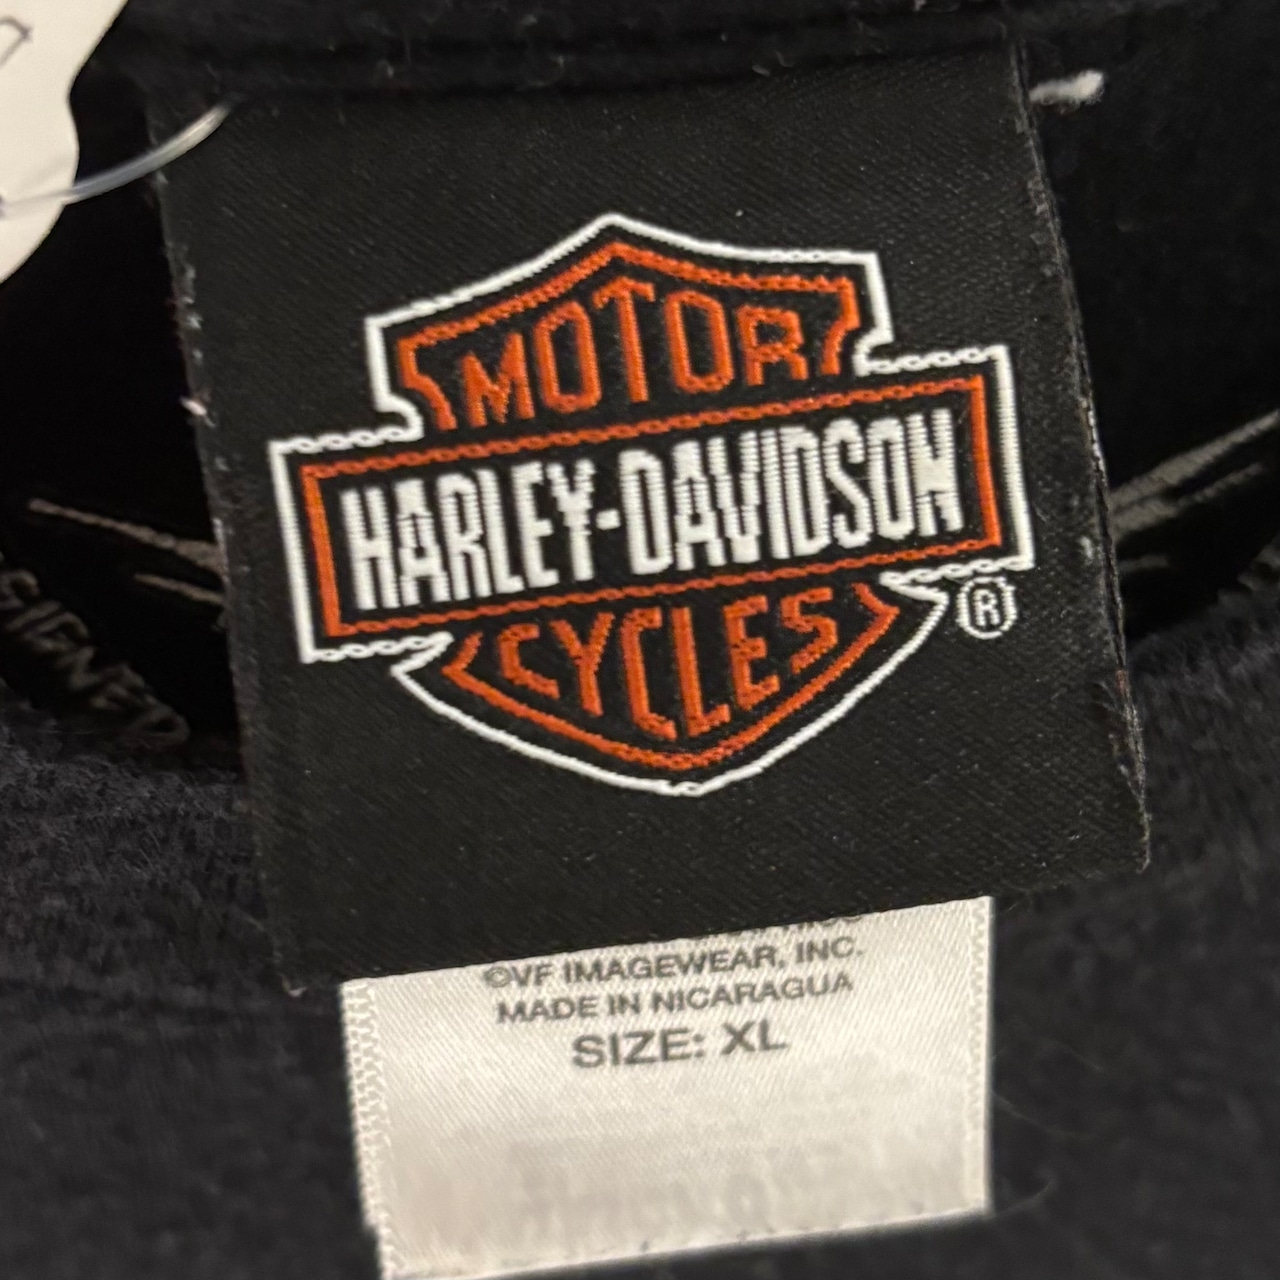 MOTOR
HARLEY-DAVIDSON
CYCLES
®
©VF IMAGEWEAR, INC.
MADE IN NICARAGUA
SIZE: XL